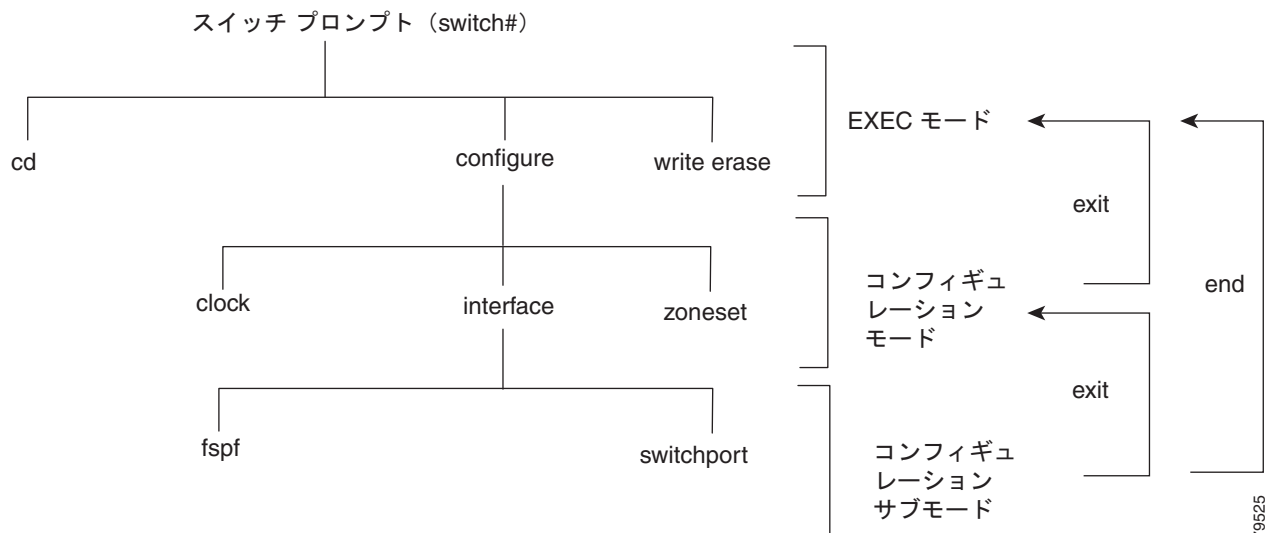 スイッチ プロンプト（switch#）
EXEC モード
cd
configure
write erase
exit
clock
interface
zoneset
コンフィギュ
レーション
モード
end
exit
fspf
switchport
コンフィギュ
レーション
サブモード
79525